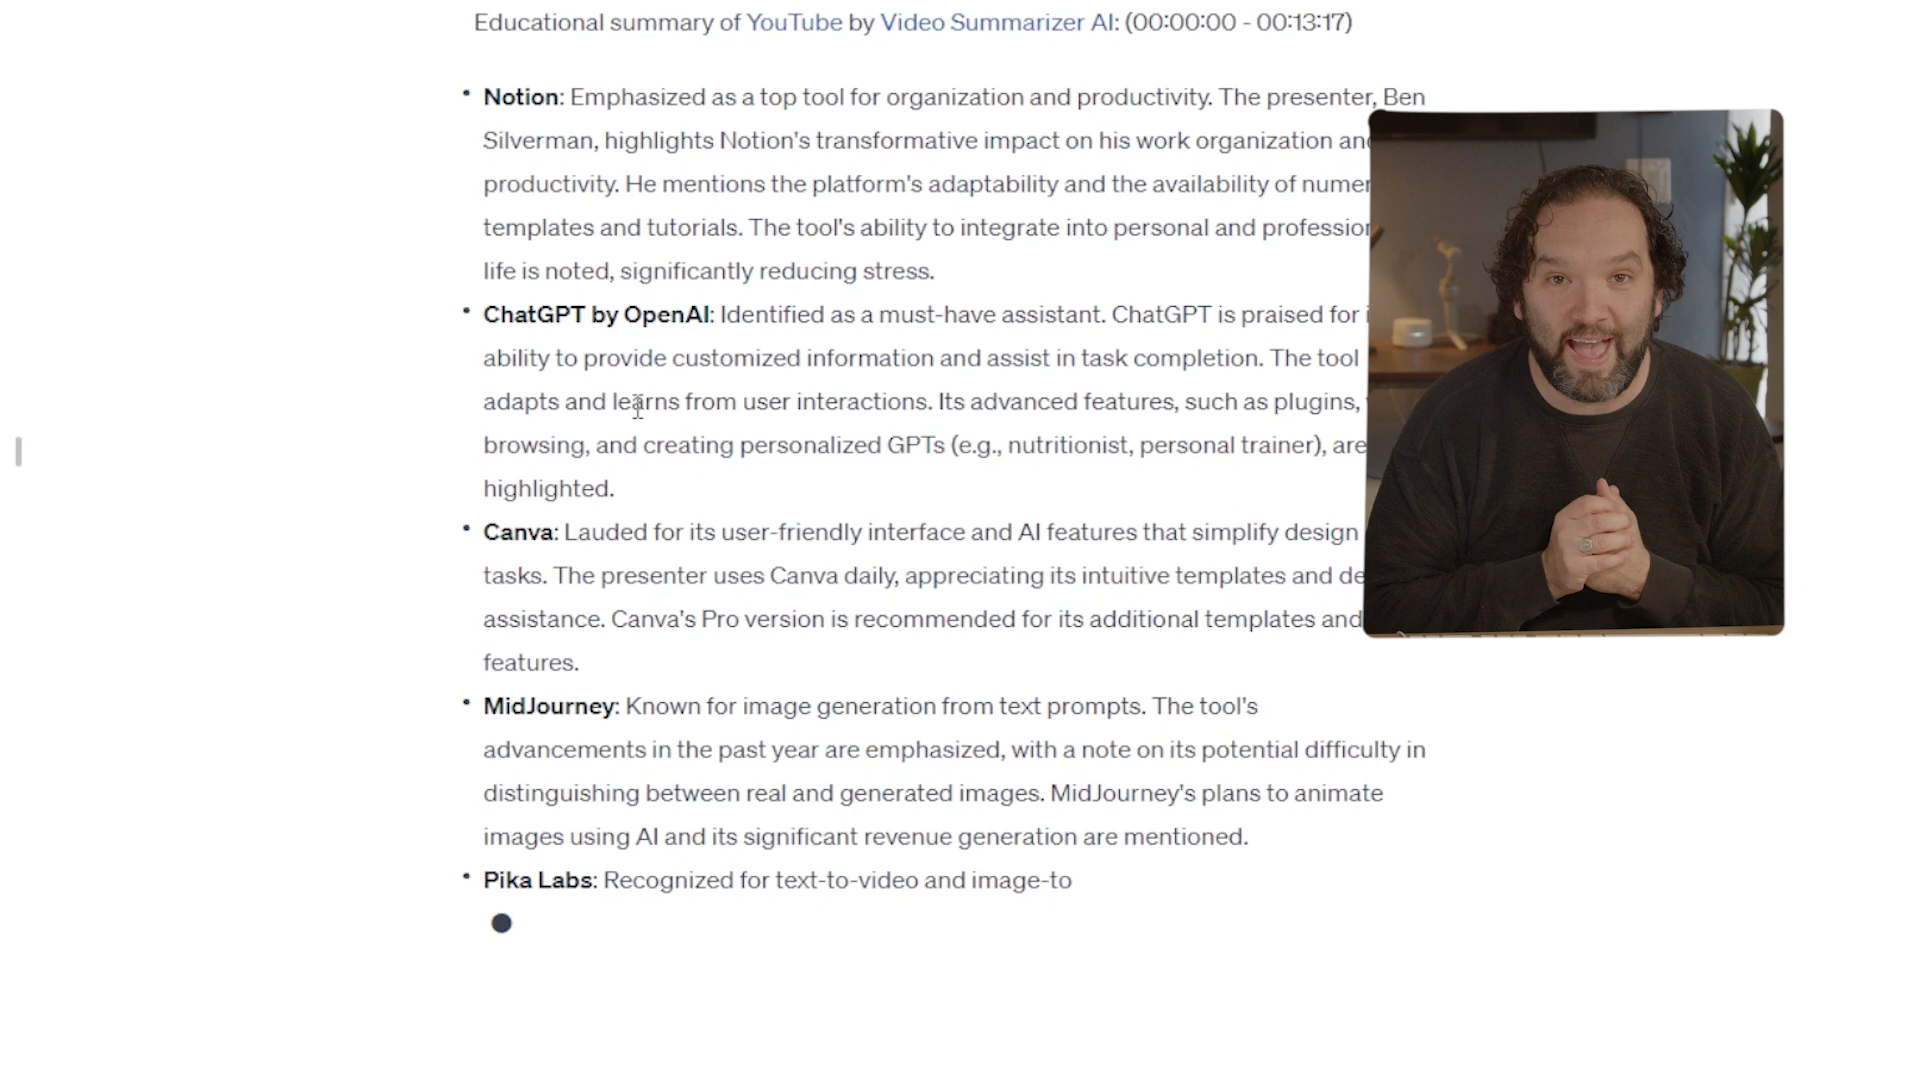 Educational summary of YouTube by Video Summarizer AI: (00:00:00 - 00:13:17)
• Notion: Emphasized as a top tool for organization and productivity. The presenter, Ben
Silverman, highlights Notion's transformative impact on his work organization
productivity. He mentions the platform's adaptability and the availability of
templates and tutorials. The tool's ability to integrate into personal and
life is noted, significantly reducing stress.
• ChatGPT by OpenAI: Identified as a must-have assistant. ChatGPT is praised for
ability to provide customized information and assist in task completion. The tool
adapts and learns from user interactions. Its advanced features, such as plugins,
browsing, and creating personalized GPTs (e.g., nutritionist, personal trainer), are
highlighted.
• Canva: Lauded for its user-friendly interface and AI features that simplify design
tasks. The presenter uses Canva daily, appreciating its intuitive templates and
assistance. Canva's Pro version is recommended for its additional templates and
features.
• MidJourney: Known for image generation from text prompts. The tool's
advancements in the past year are emphasized, with a note on its potential difficulty in
distinguishing between real and generated images. MidJourney's plans to animate
images using AI and its significant revenue generation are mentioned.
• Pika Labs: Recognized for text-to-video and image-to